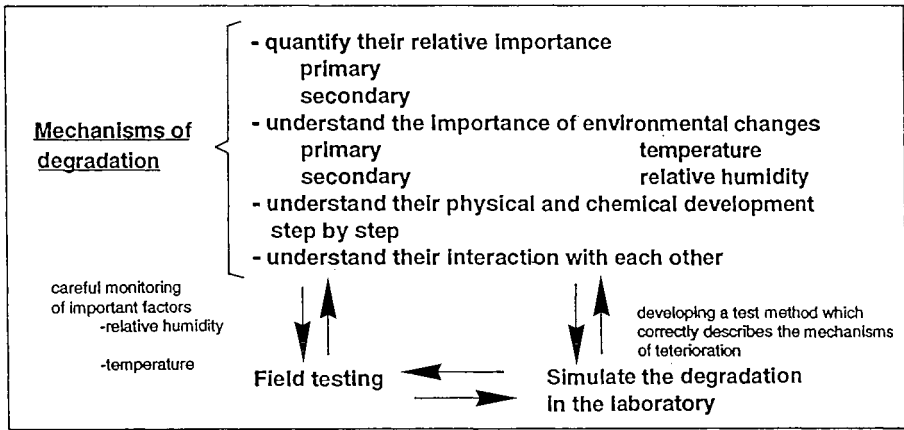 - quantify their relative importance
primary
secondary
Mechanisms of
degradation
- understand the importance of environmental changes
primary temperature
secondary relative humidity
- understand their physical and chemical development
step by step
- understand their interaction with each other
careful monitoring
of important factors
-relative humidity
-temperature
developing a test method which
correctly describes the mechanisms
of teterioration
Field testing
Simulate the degradation
in the laboratory